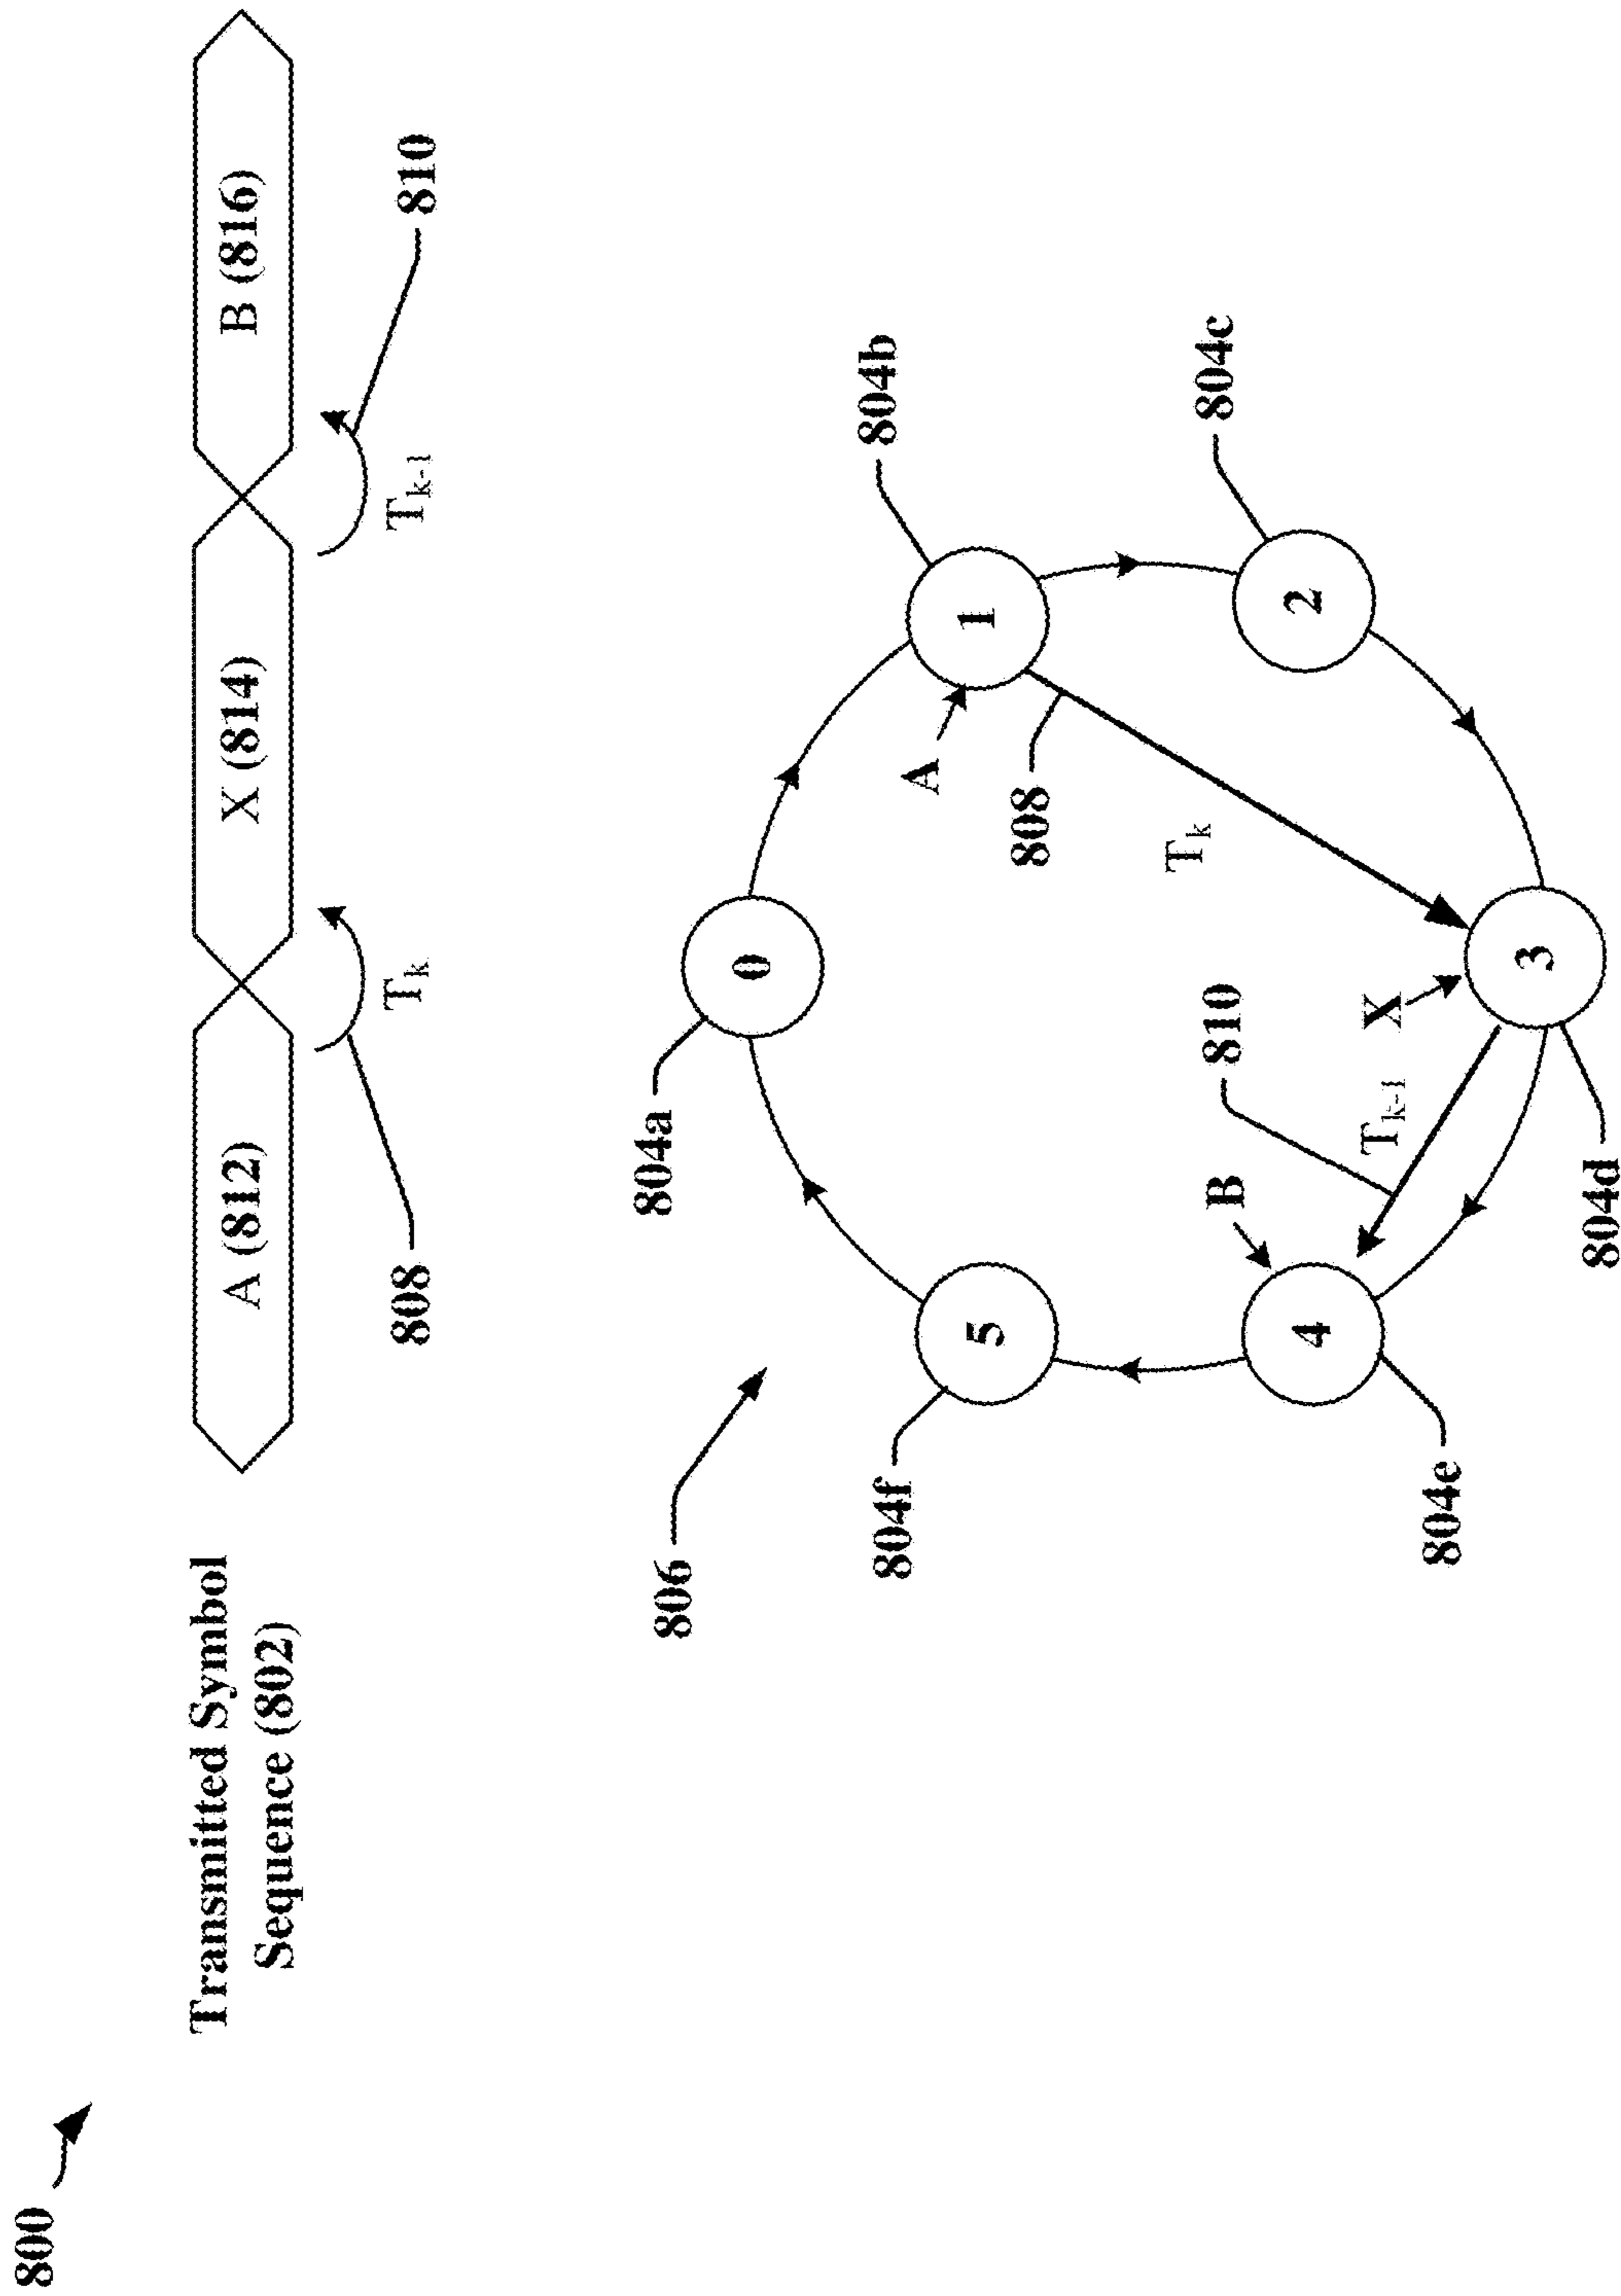 800
Transmitted Symbol
Sequence (802)
A (812)
X (814)
B (816)
808
Tk
Tk-1
810
806
804a
0
804b
1
A
808
Tk
804c
2
804f
5
804e
4
B
810
Tk-1
X
3
804d